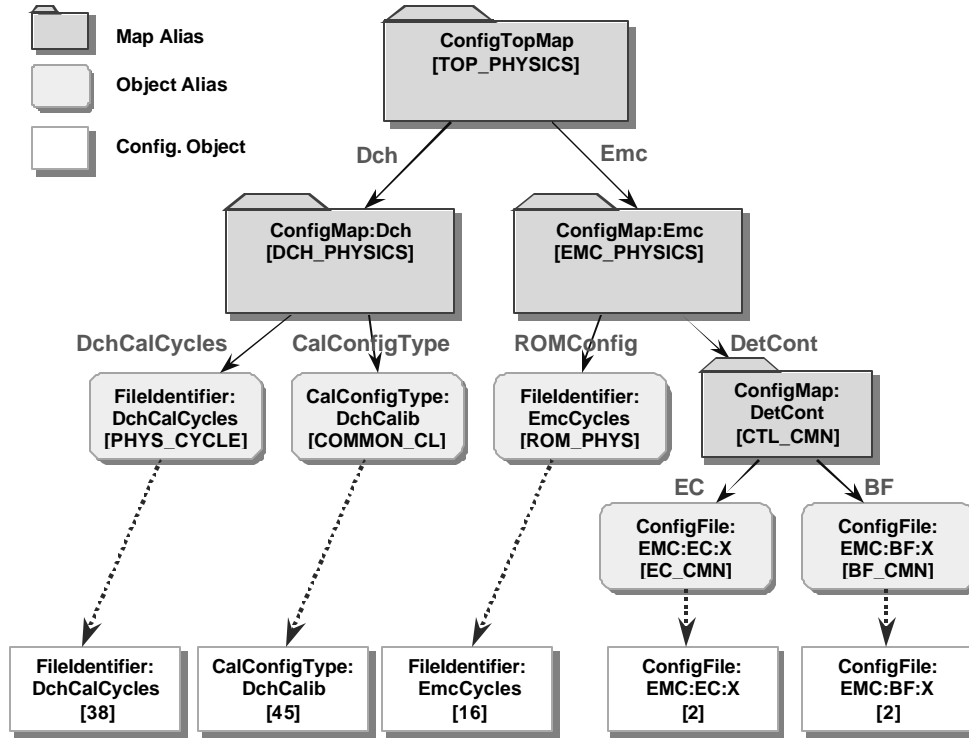 Map Alias
Object Alias
Config. Object
ConfigTopMap
[TOP_PHYSICS]
Dch
Emc
ConfigMap:Dch
[DCH_PHYSICS]
ConfigMap:Emc
[EMC_PHYSICS]
DchCalCycles
CalConfigType
ROMConfig
DetCont
FileIdentifier:
DchCalCycles
[PHYS_CYCLE]
CalConfigType:
DchCalib
[COMMON_CL]
FileIdentifier:
EmcCycles
[ROM_PHYS]
ConfigMap:
DetCont
[CTL_CMN]
EC
BF
ConfigFile:
EMC:EC:X
[EC_CMN]
ConfigFile:
EMC:BF:X
[BF_CMN]
FileIdentifier:
DchCalCycles
[38]
CalConfigType:
DchCalib
[45]
FileIdentifier:
EmcCycles
[16]
ConfigFile:
EMC:EC:X
[2]
ConfigFile:
EMC:BF:X
[2]